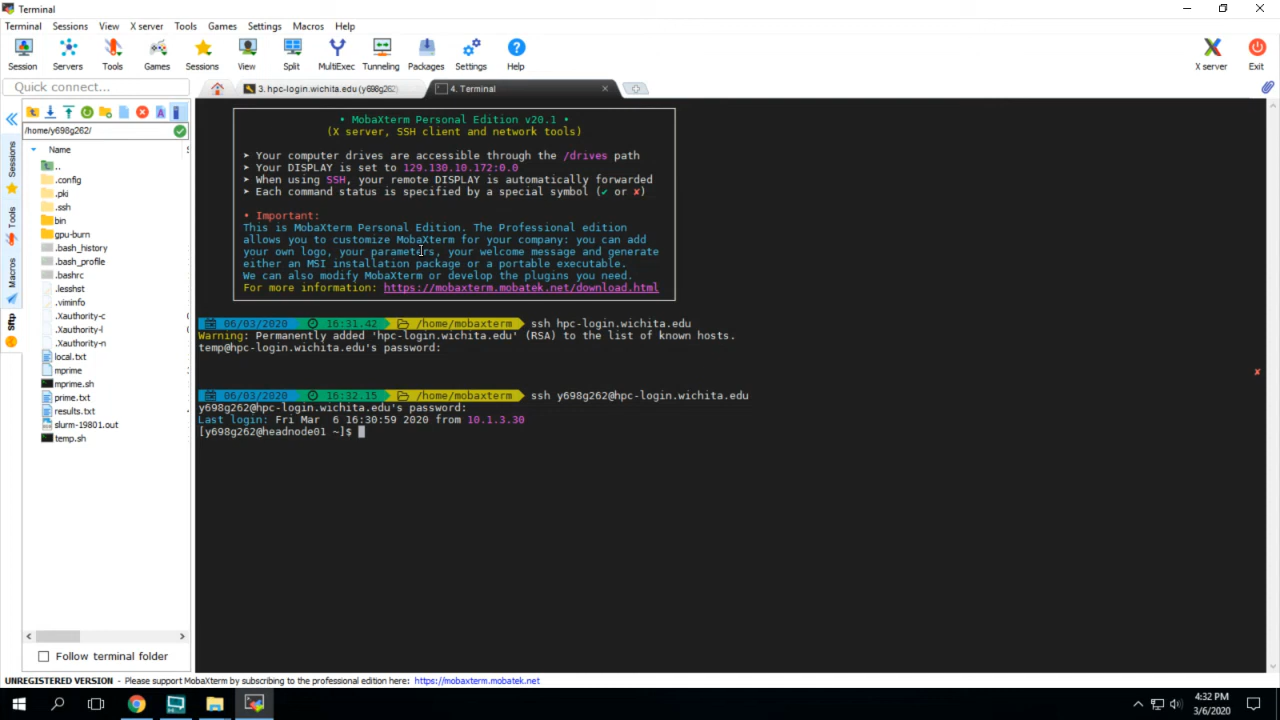 Terminal
Terminal Sessions View X server Tools Games Settings Macros Help
Session Servers Tools Games Sessions View Split MultiExec Tunneling Packages Settings Help X server Exit
Quick connect...
3. hpc-login.wichita.edu (y698g262)
4. Terminal
/home/y698g262/
Name
..
.config
.pki
.ssh
bin
gpu-burn
.bash_history
.bash_profile
.bashrc
.lesshst
.viminfo
.Xauthority-c
.Xauthority-l
.Xauthority-n
local.txt
mprime
mprime.sh
prime.txt
results.txt
slurm-19801.out
temp.sh
Follow terminal folder
Sessions
Tools
Macros
Sftp
• MobaXterm Personal Edition v20.1 •
(X server, SSH client and network tools)
➤ Your computer drives are accessible through the /drives path
➤ Your DISPLAY is set to 129.130.10.172:0.0
➤ When using SSH, your remote DISPLAY is automatically forwarded
➤ Each command status is specified by a special symbol (✔ or ✘)
• Important:
This is MobaXterm Personal Edition. The Professional edition
allows you to customize MobaXterm for your company: you can add
your own logo, your parameters, your welcome message and generate
either an MSI installation package or a portable executable.
We can also modify MobaXterm or develop the plugins you need.
For more information: https://mobaxterm.mobatek.net/download.html
06/03/2020 16:31.42 /home/mobaxterm ssh hpc-login.wichita.edu
Warning: Permanently added 'hpc-login.wichita.edu' (RSA) to the list of known hosts.
temp@hpc-login.wichita.edu's password:
06/03/2020 16:32.15 /home/mobaxterm ssh y698g262@hpc-login.wichita.edu
y698g262@hpc-login.wichita.edu's password:
Last login: Fri Mar  6 16:30:59 2020 from 10.1.3.30
[y698g262@headnode01 ~]$
UNREGISTERED VERSION - Please support MobaXterm by subscribing to the professional edition here: https://mobaxterm.mobatek.net
4:32 PM
3/6/2020